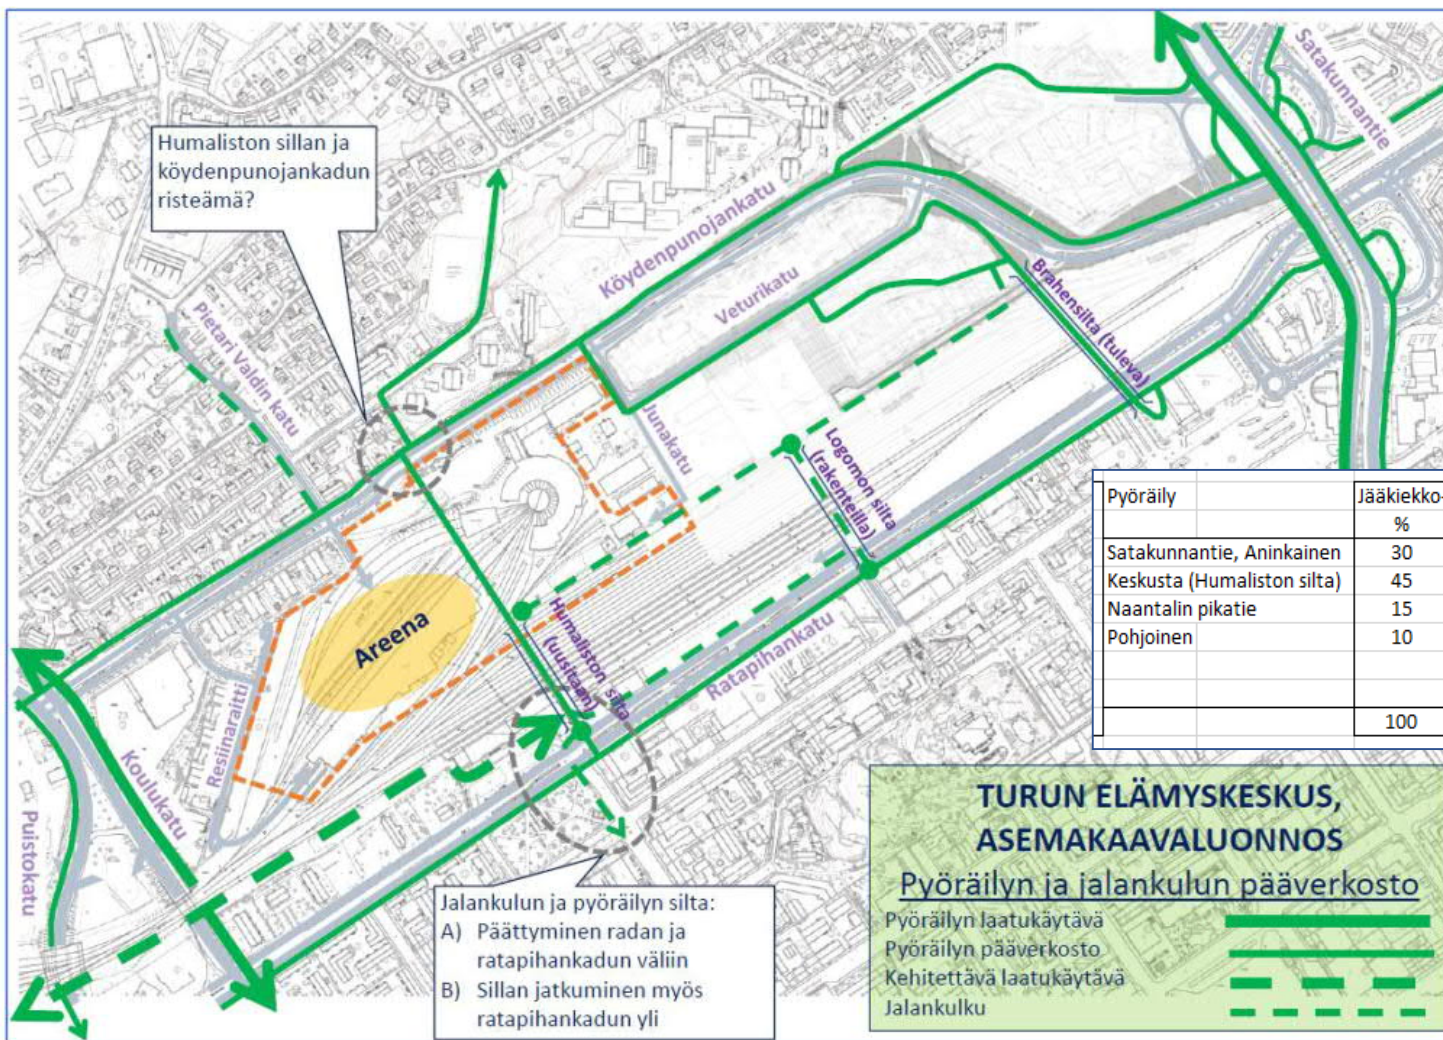 Satakunnantie
Humaliston sillan ja
köydenpunojankadun
risteämä?
Köydenpunojankatu
Veturikatu
Brahensilta (tuleva)
Pietari Valdin katu
Junakatu
Logomon silta
(rakenteilla)
Areena
Humaliston silta
(uusitaan)
Ratapihankatu
Resiinaraitti
Koulukatu
Puistokatu
Pyöräily Jääkiekko-
%
Satakunnantie, Aninkainen 30
Keskusta (Humaliston silta) 45
Naantalin pikatie 15
Pohjoinen 10
100
Jalankulun ja pyöräilyn silta:
A) Päättyminen radan ja
ratapihankadun väliin
B) Sillan jatkuminen myös
ratapihankadun yli
TURUN ELÄMYSKESKUS,
ASEMAKAAVALUONNOS
Pyöräilyn ja jalankulun pääverkosto
Pyöräilyn laatukäytävä
Pyöräilyn pääverkosto
Kehitettävä laatukäytävä
Jalankulku